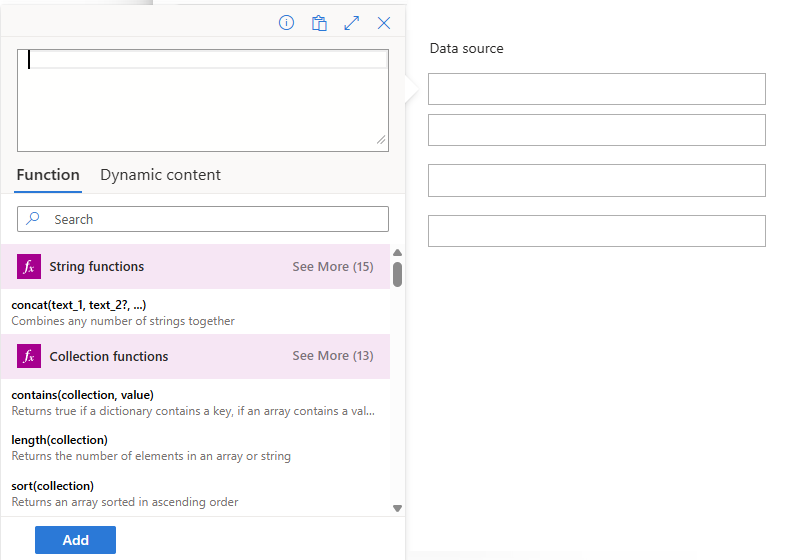 Data source
Function
Dynamic content
Search
fx String functions
See More (15)
concat(text_1, text_2?, ...)
Combines any number of strings together
fx Collection functions
See More (13)
contains(collection, value)
Returns true if a dictionary contains a key, if an array contains a val...
length(collection)
Returns the number of elements in an array or string
sort(collection)
Returns an array sorted in ascending order
Add